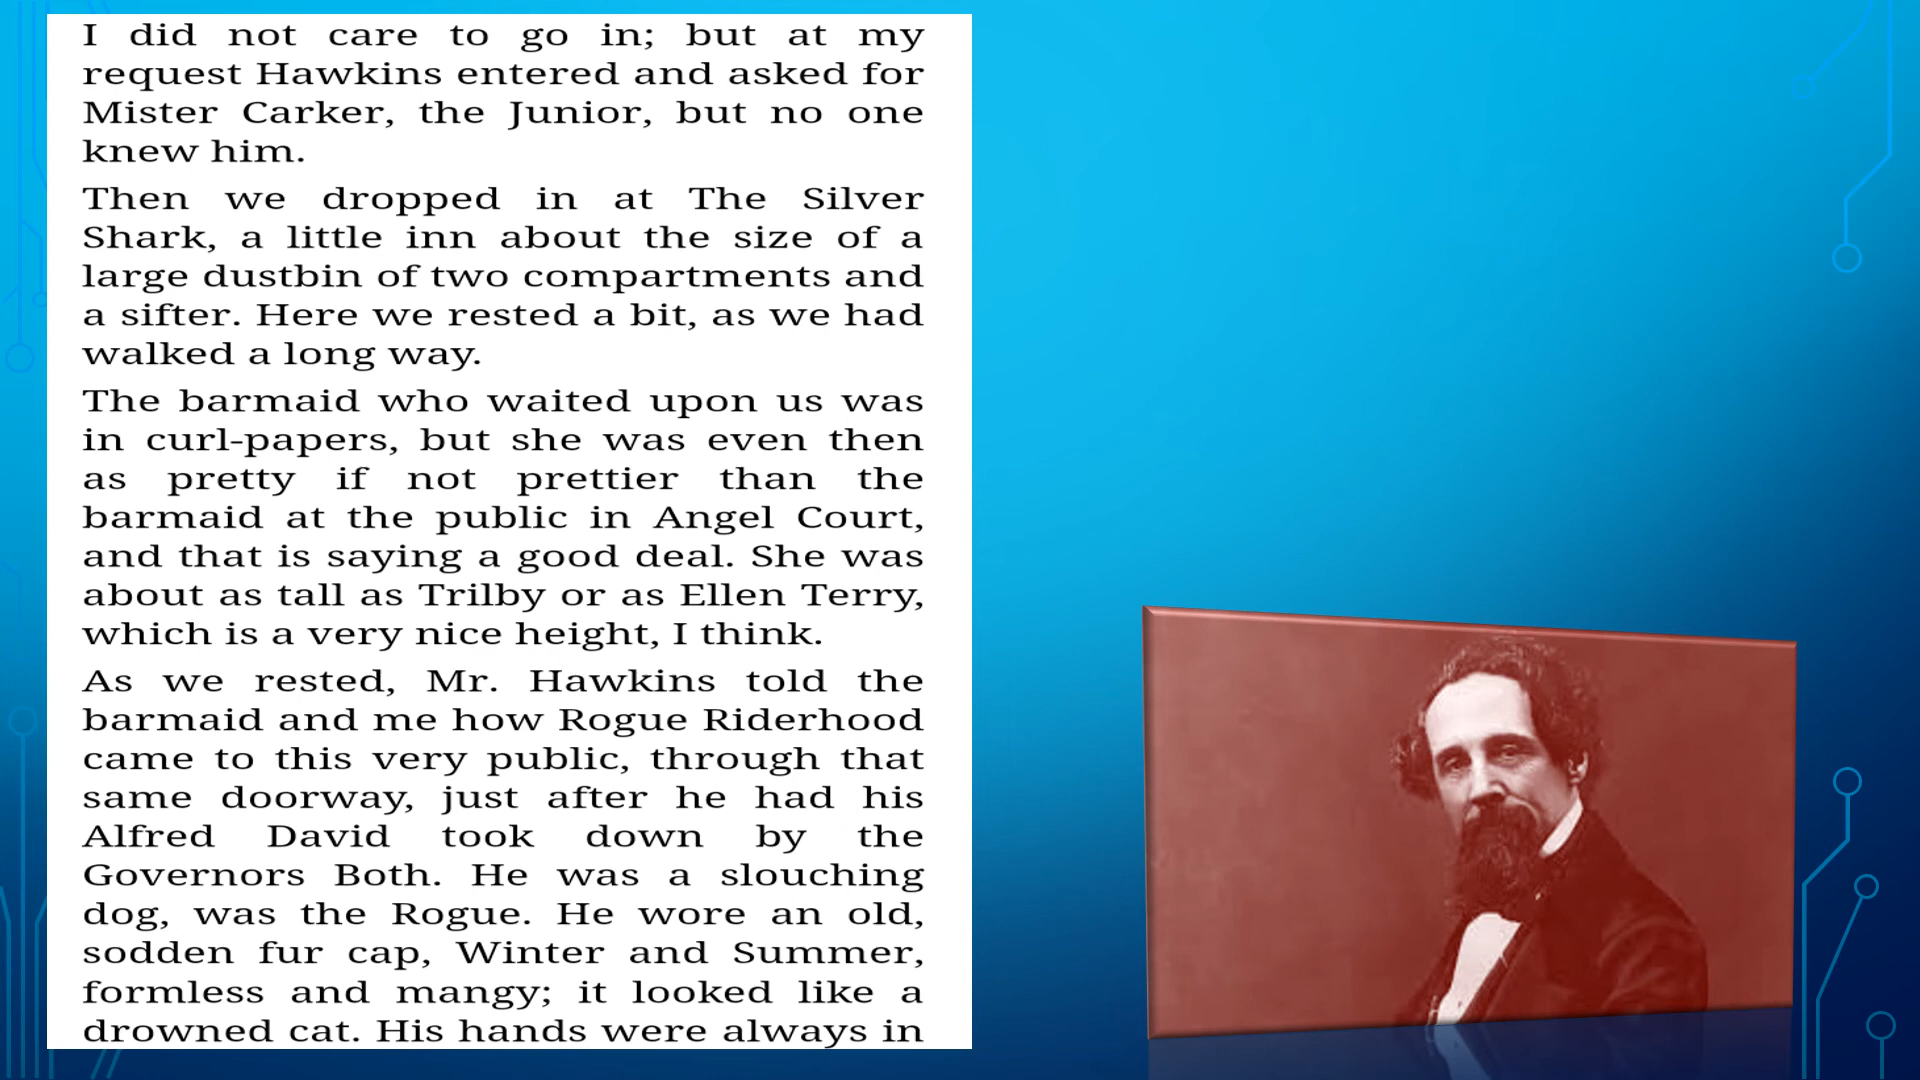 I did not care to go in; but at my
request Hawkins entered and asked for
Mister Carker, the Junior, but no one
knew him.
Then we dropped in at The Silver
Shark, a little inn about the size of a
large dustbin of two compartments and
a sifter. Here we rested a bit, as we had
walked a long way.
The barmaid who waited upon us was
in curl-papers, but she was even then
as pretty if not prettier than the
barmaid at the public in Angel Court,
and that is saying a good deal. She was
about as tall as Trilby or as Ellen Terry,
which is a very nice height, I think.
As we rested, Mr. Hawkins told the
barmaid and me how Rogue Riderhood
came to this very public, through that
same doorway, just after he had his
Alfred David took down by the
Governors Both. He was a slouching
dog, was the Rogue. He wore an old,
sodden fur cap, Winter and Summer,
formless and mangy; it looked like a
drowned cat. His hands were always in